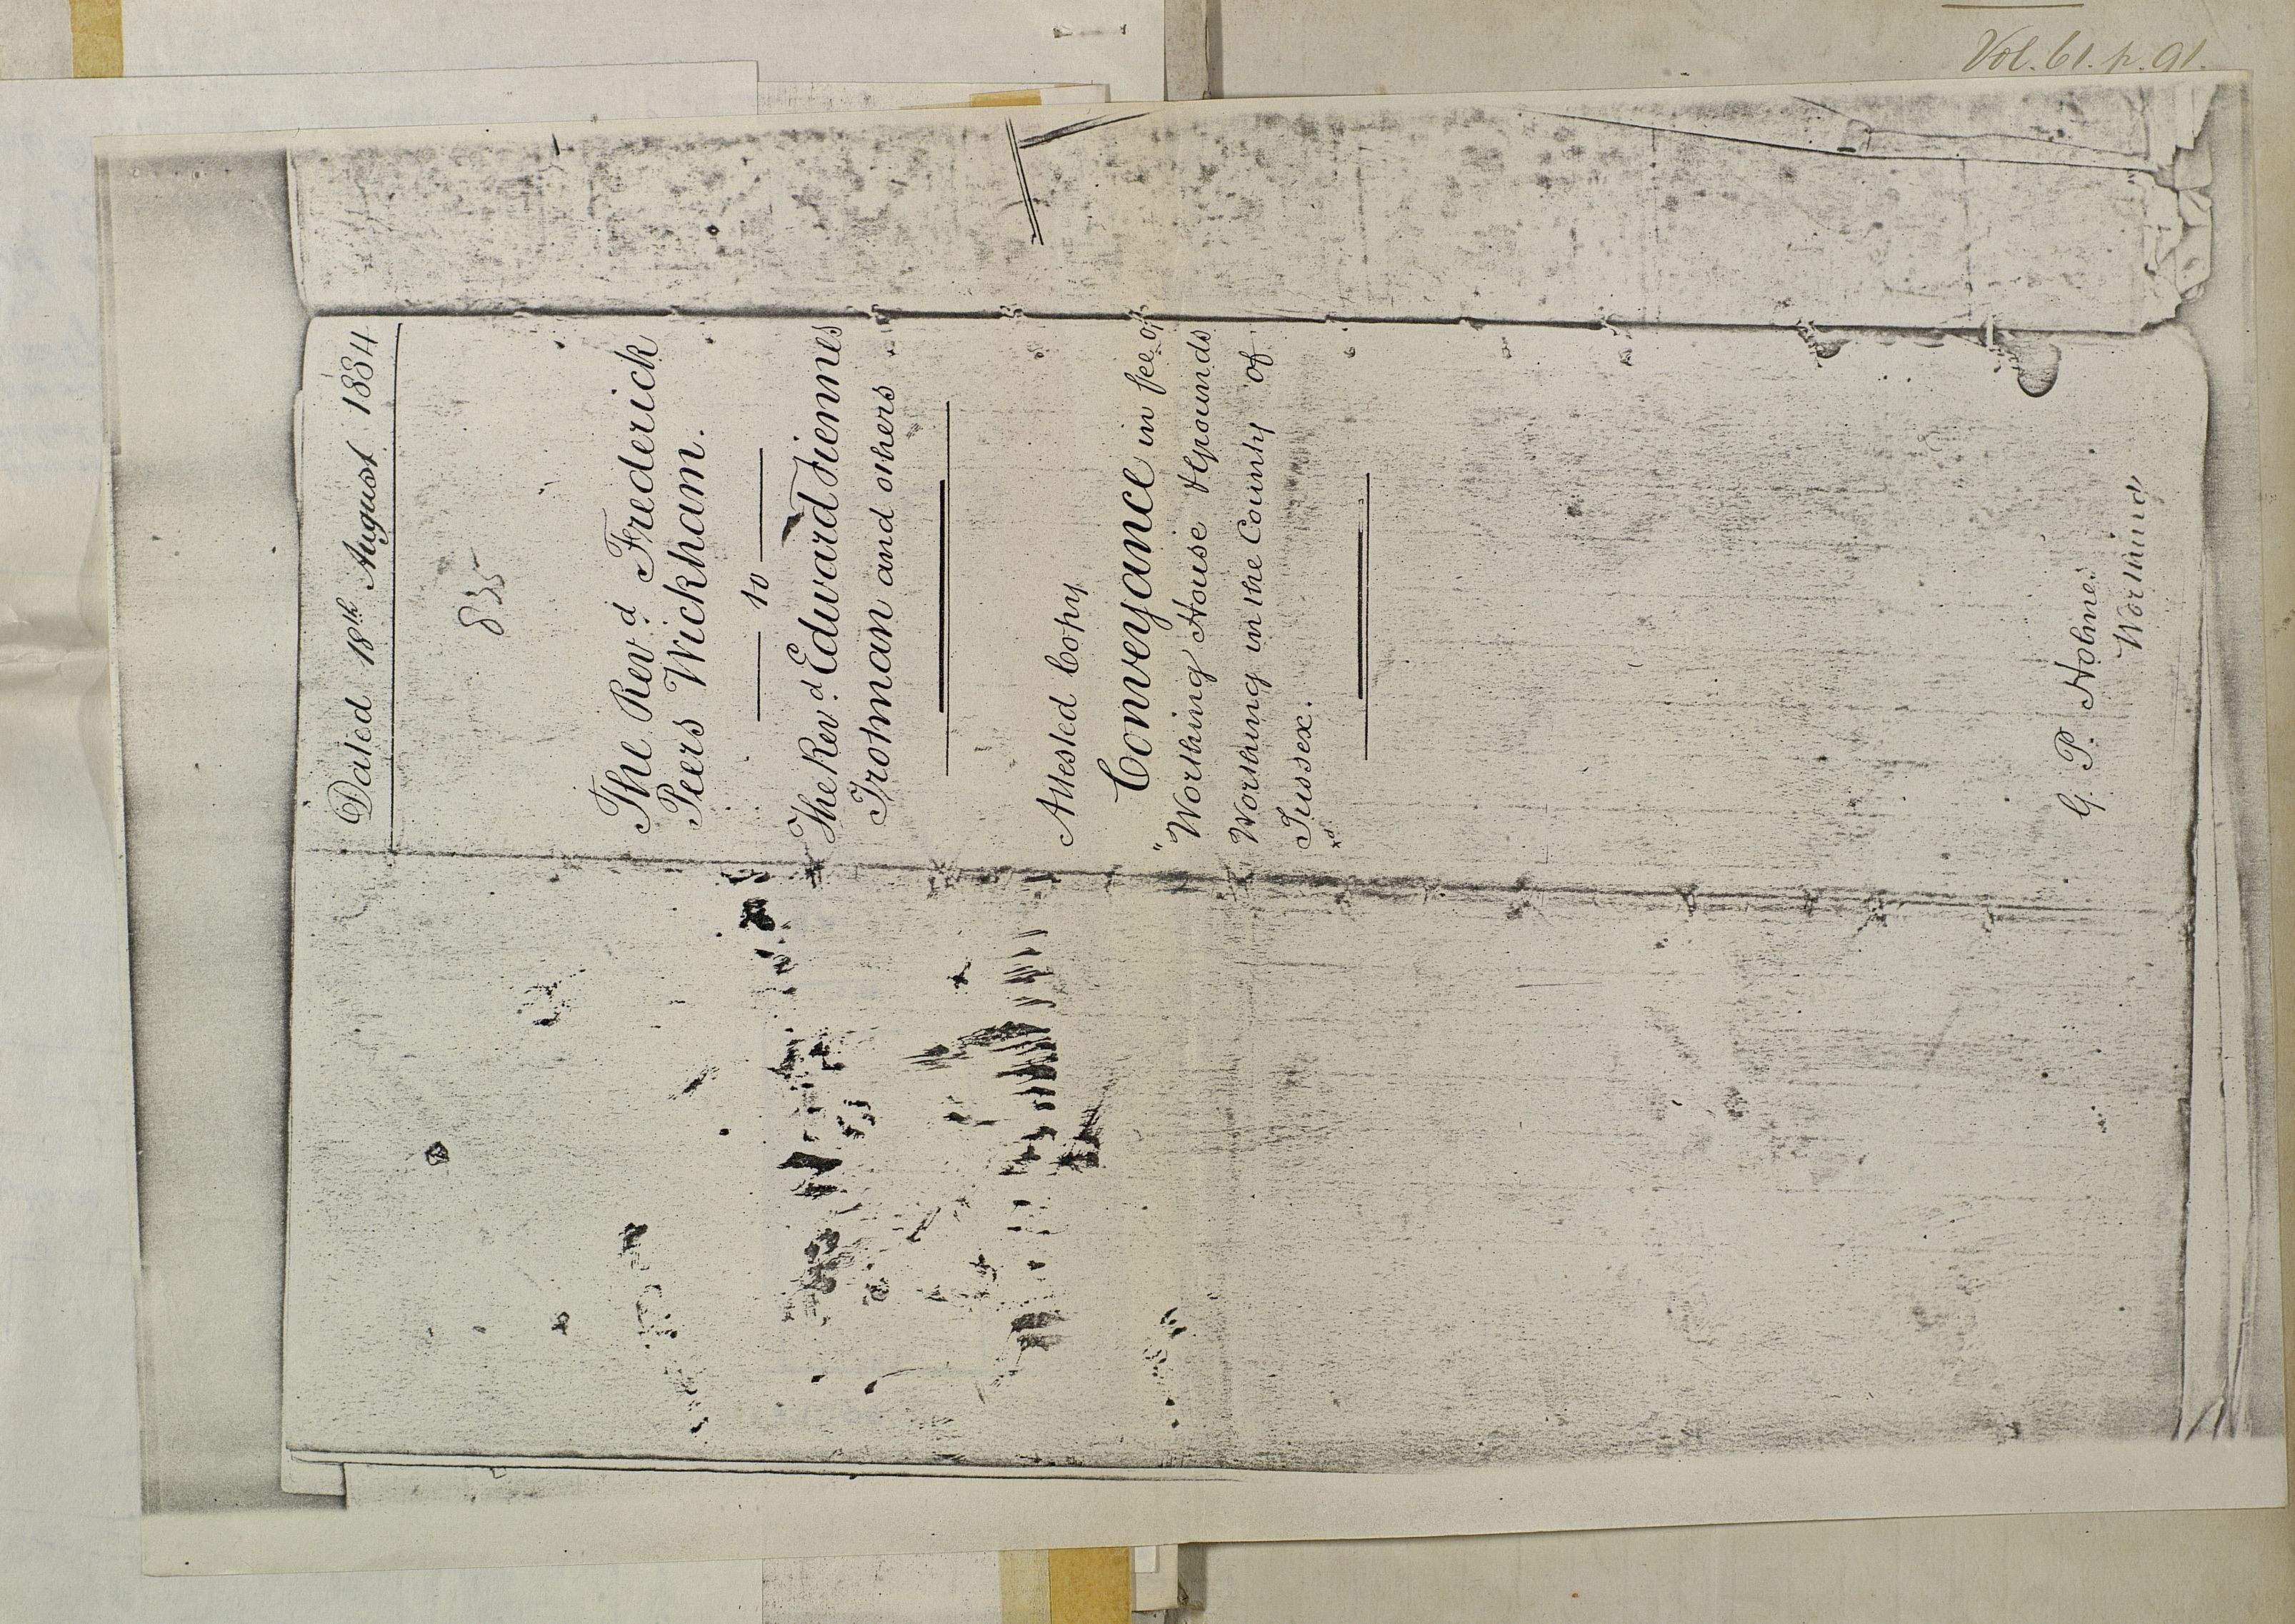 Vol. 61. p. 91.
Dated 18th August 1884
835
The Revd Frederick
Peers Wickham.
to
The Revd. Edward Fiennes
Trotman and others
Attested Copy
Conveyance in fee of
"Worthing House & Grounds
Worthing in the County of
Sussex.
G. P. Holmes
Worthing